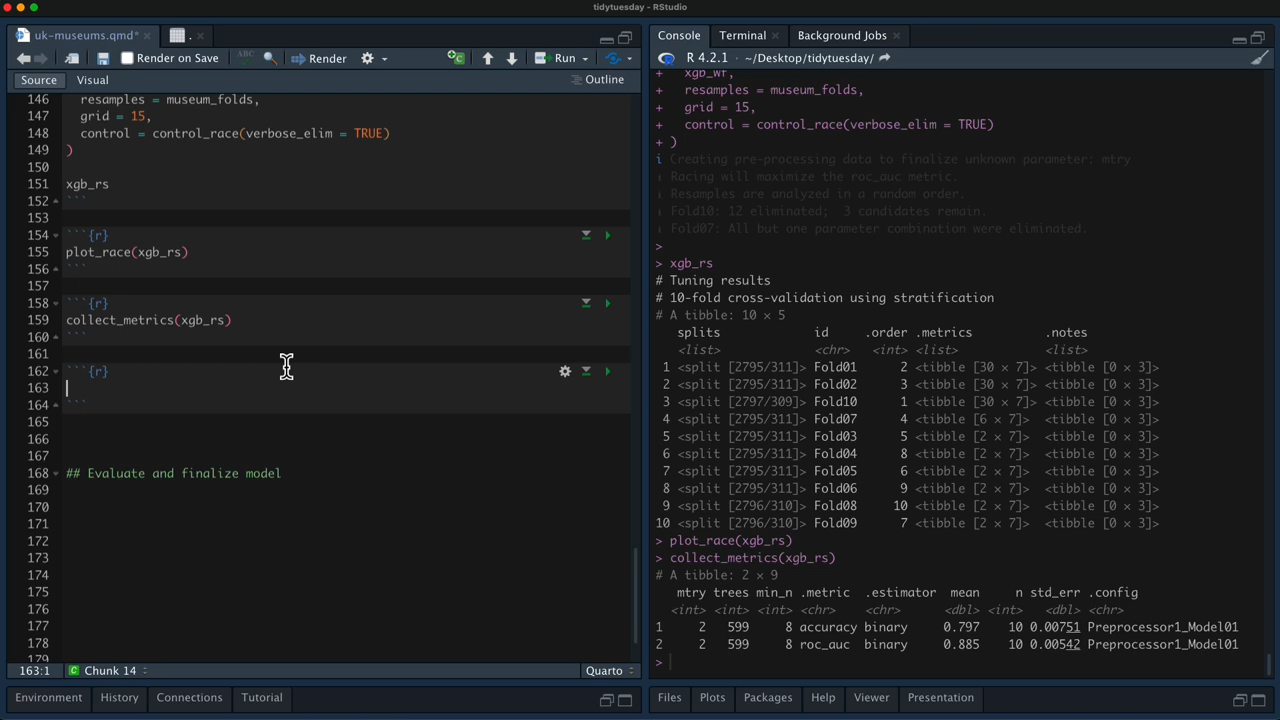 tidytuesday - RStudio
uk-museums.qmd*
.
Render on Save
ABC
Render
Run
Source
Visual
Outline
146 resamples = museum_folds,
147 grid = 15,
148 control = control_race(verbose_elim = TRUE)
149 )
150
151 xgb_rs
152 ```
153
154 ```{r}
155 plot_race(xgb_rs)
156 ```
157
158 ```{r}
159 collect_metrics(xgb_rs)
160 ```
161
162 ```{r}
163
164 ```
165
166
167
168 ## Evaluate and finalize model
169
170
171
172
173
174
175
176
177
178
179
163:1
Chunk 14
Quarto
Environment
History
Connections
Tutorial
Console
Terminal
Background Jobs
R 4.2.1 · ~/Desktop/tidytuesday/
+ xgb_wf,
+ resamples = museum_folds,
+ grid = 15,
+ control = control_race(verbose_elim = TRUE)
+ )
i Creating pre-processing data to finalize unknown parameter: mtry
i Racing will maximize the roc_auc metric.
i Resamples are analyzed in a random order.
i Fold10: 12 eliminated;  3 candidates remain.
i Fold07: All but one parameter combination were eliminated.
>
> xgb_rs
# Tuning results
# 10-fold cross-validation using stratification
# A tibble: 10 × 5
splits id .order .metrics .notes
<list> <chr> <int> <list> <list>
1 <split [2795/311]> Fold01 2 <tibble [30 × 7]> <tibble [0 × 3]>
2 <split [2795/311]> Fold02 3 <tibble [30 × 7]> <tibble [0 × 3]>
3 <split [2797/309]> Fold10 1 <tibble [30 × 7]> <tibble [0 × 3]>
4 <split [2795/311]> Fold07 4 <tibble [6 × 7]> <tibble [0 × 3]>
5 <split [2795/311]> Fold03 5 <tibble [2 × 7]> <tibble [0 × 3]>
6 <split [2795/311]> Fold04 8 <tibble [2 × 7]> <tibble [0 × 3]>
7 <split [2795/311]> Fold05 6 <tibble [2 × 7]> <tibble [0 × 3]>
8 <split [2795/311]> Fold06 9 <tibble [2 × 7]> <tibble [0 × 3]>
9 <split [2796/310]> Fold08 10 <tibble [2 × 7]> <tibble [0 × 3]>
10 <split [2796/310]> Fold09 7 <tibble [2 × 7]> <tibble [0 × 3]>
> plot_race(xgb_rs)
> collect_metrics(xgb_rs)
# A tibble: 2 × 9
mtry trees min_n .metric .estimator mean n std_err .config
<int> <int> <int> <chr> <chr> <dbl> <int> <dbl> <chr>
1 2 599 8 accuracy binary 0.797 10 0.00751 Preprocessor1_Model01
2 2 599 8 roc_auc binary 0.885 10 0.00542 Preprocessor1_Model01
>
Files
Plots
Packages
Help
Viewer
Presentation